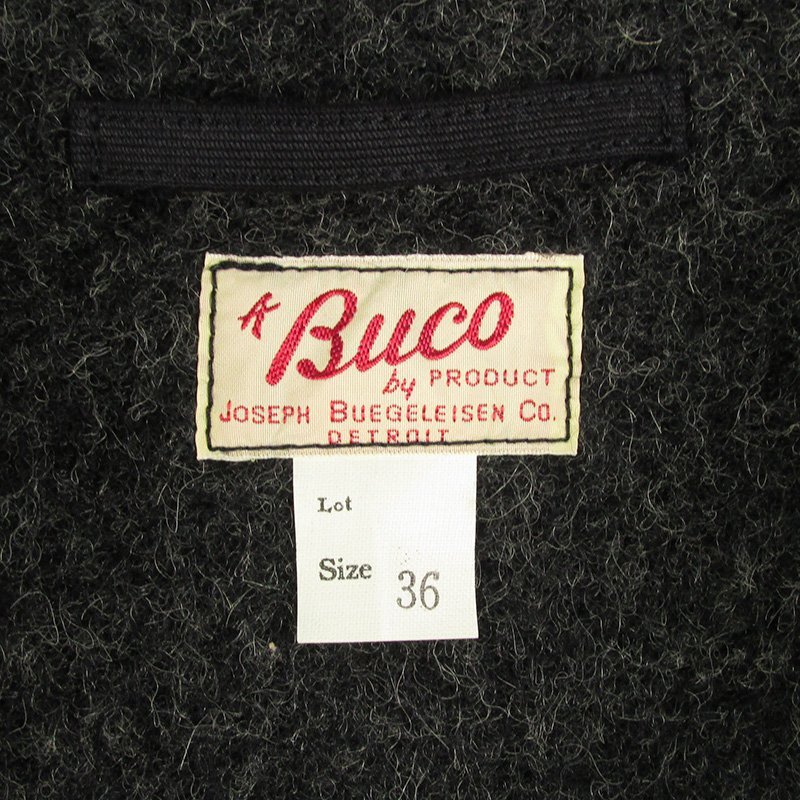 A Buco
by PRODUCT
JOSEPH BUEGELEISEN CO.
DETROIT
Lot
Size 36